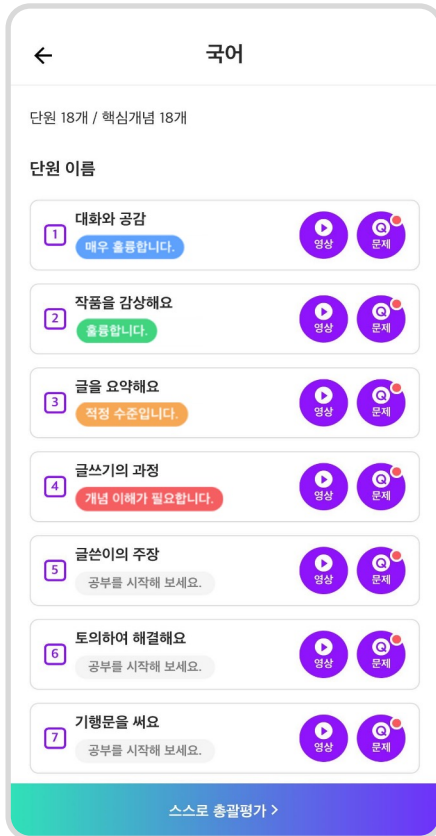 국어
단원 18개 / 핵심개념 18개
단원 이름
1 대화와 공감
매우 훌륭합니다.
영상 Q 문제
2 작품을 감상해요
훌륭합니다.
영상 Q 문제
3 글을 요약해요
적정 수준입니다.
영상 Q 문제
4 글쓰기의 과정
개념 이해가 필요합니다.
영상 Q 문제
5 글쓴이의 주장
공부를 시작해 보세요.
영상 Q 문제
6 토의하여 해결해요
공부를 시작해 보세요.
영상 Q 문제
7 기행문을 써요
공부를 시작해 보세요.
영상 Q 문제
스스로 총괄평가 >